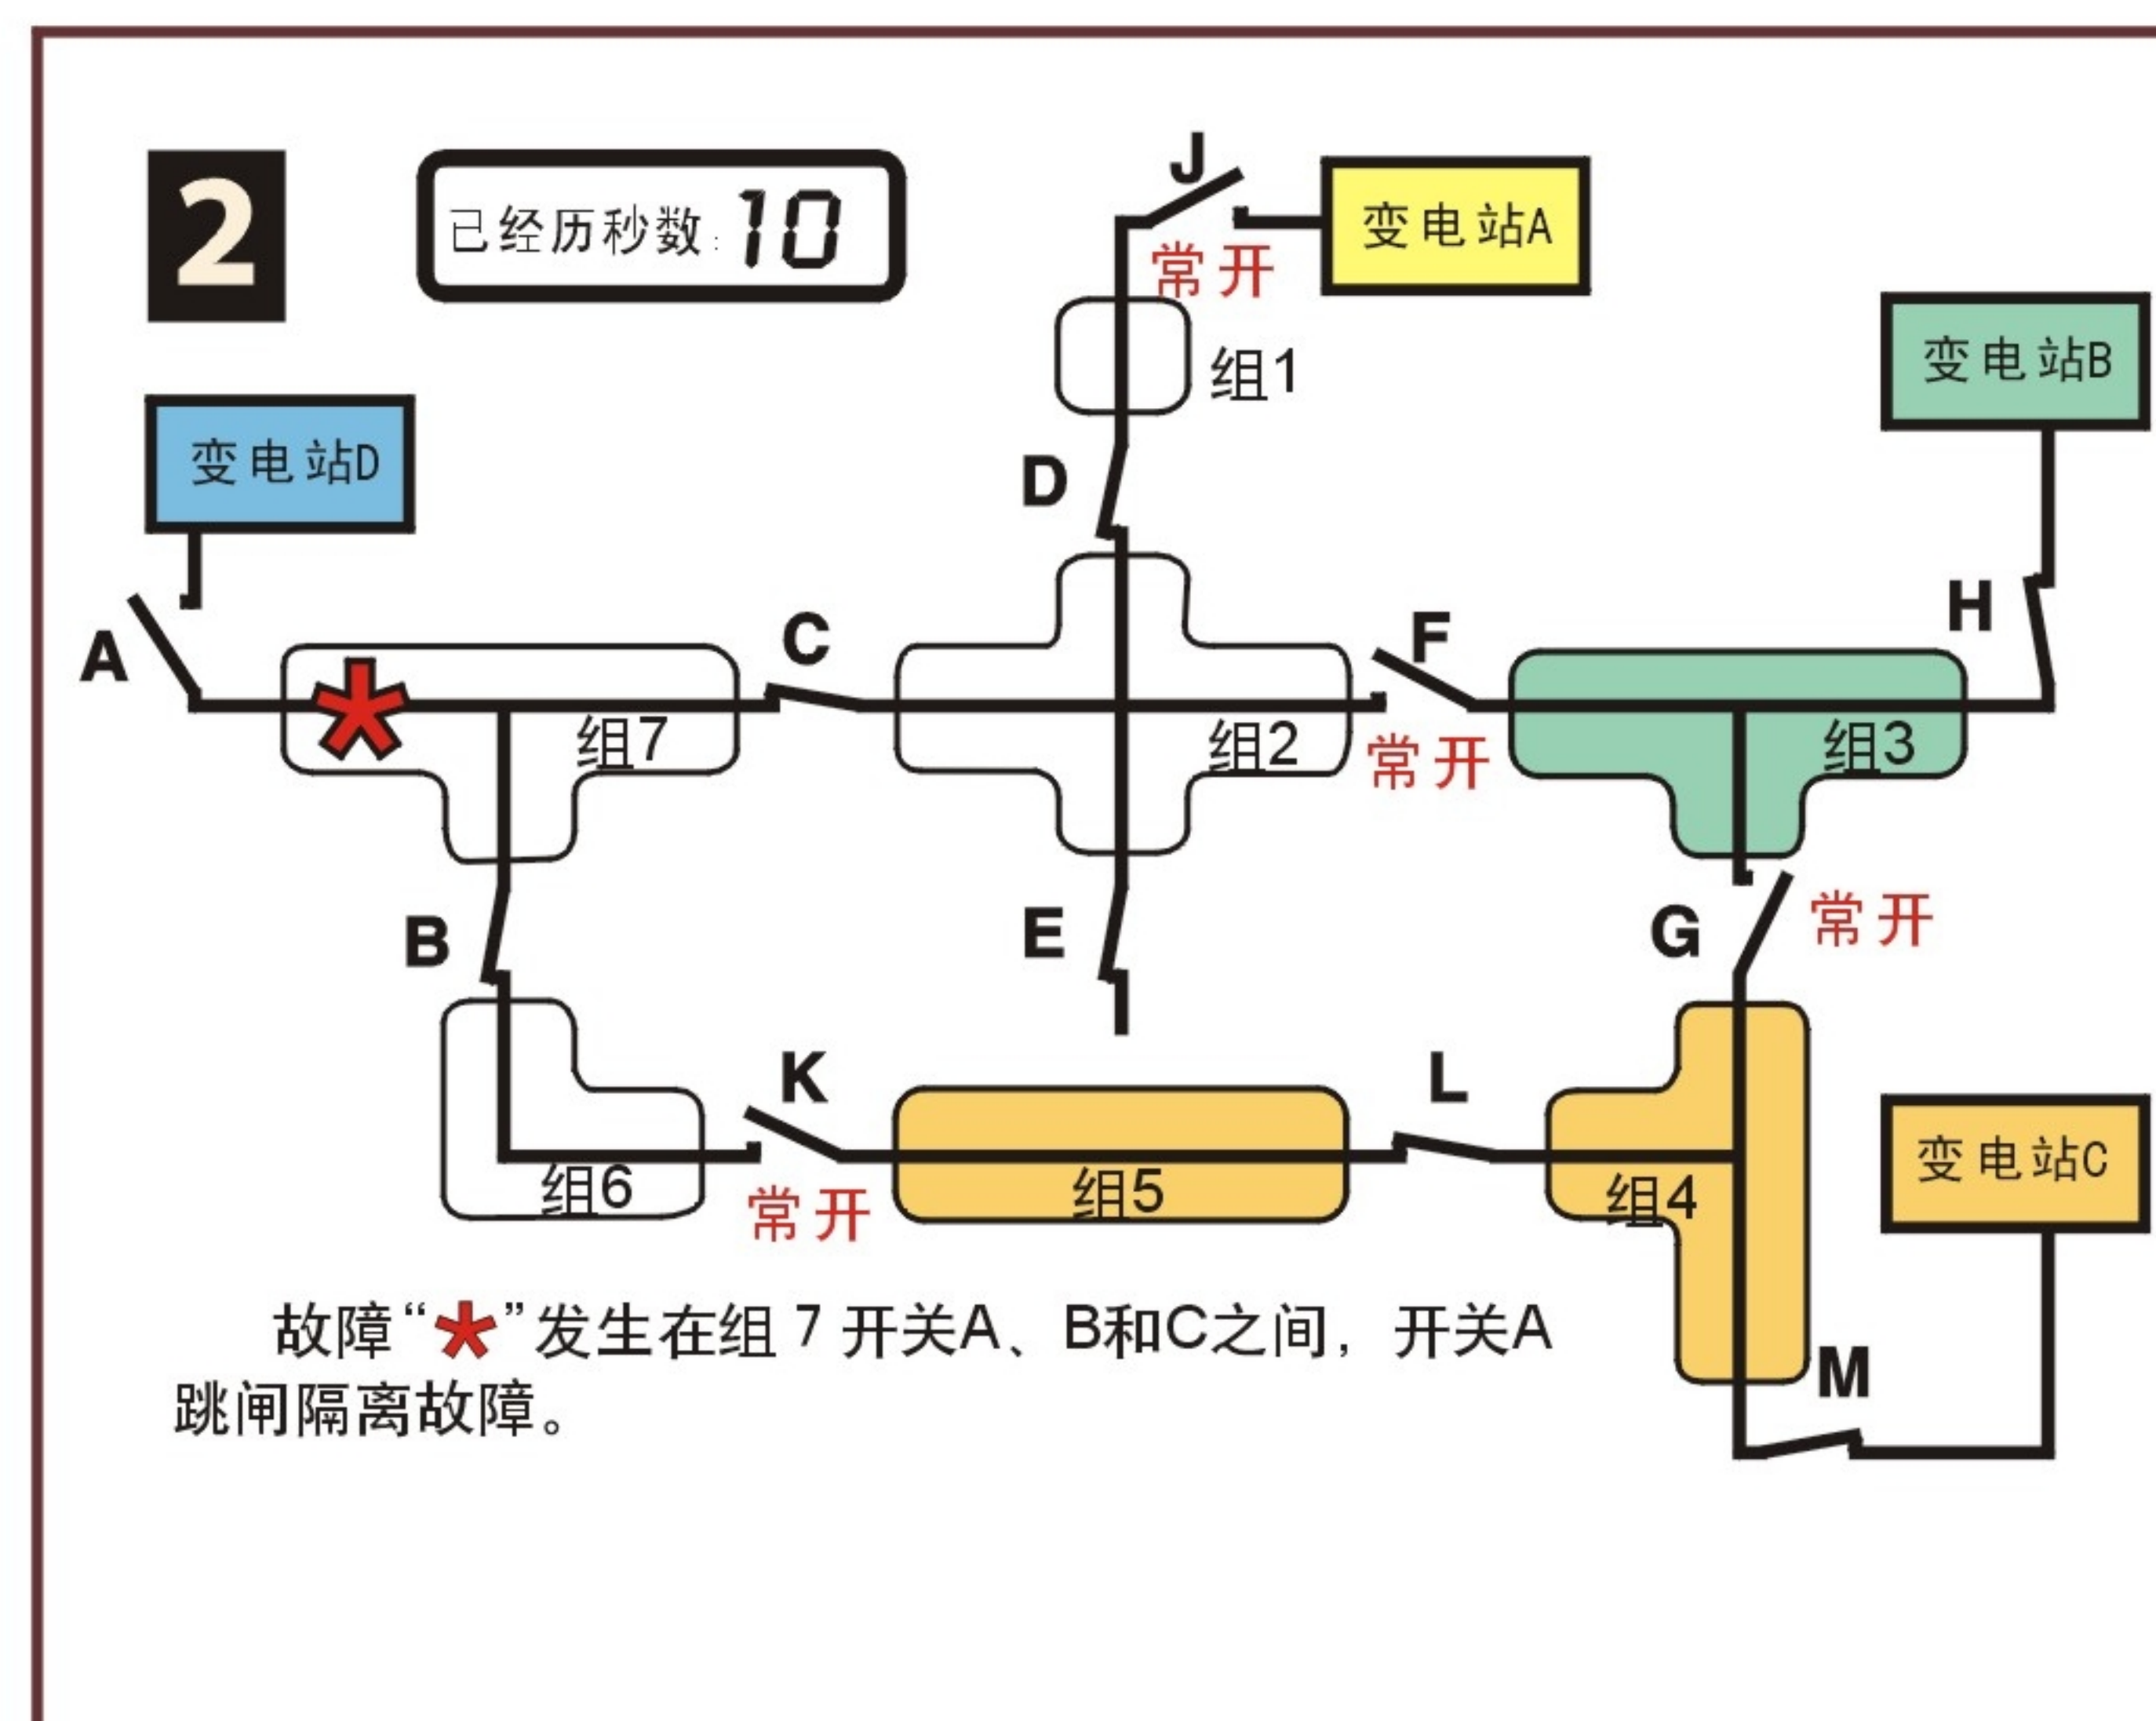 2
已经历秒数:10
J
变电站A
常开
变电站B
组1
变电站D
D
H
A
C
F
组7
组2
常开
组3
B
E
G
常开
K
L
组6
常开
组5
组4
变电站C
M
故障“*”发生在组7开关A、B和C之间，开关A
跳闸隔离故障。